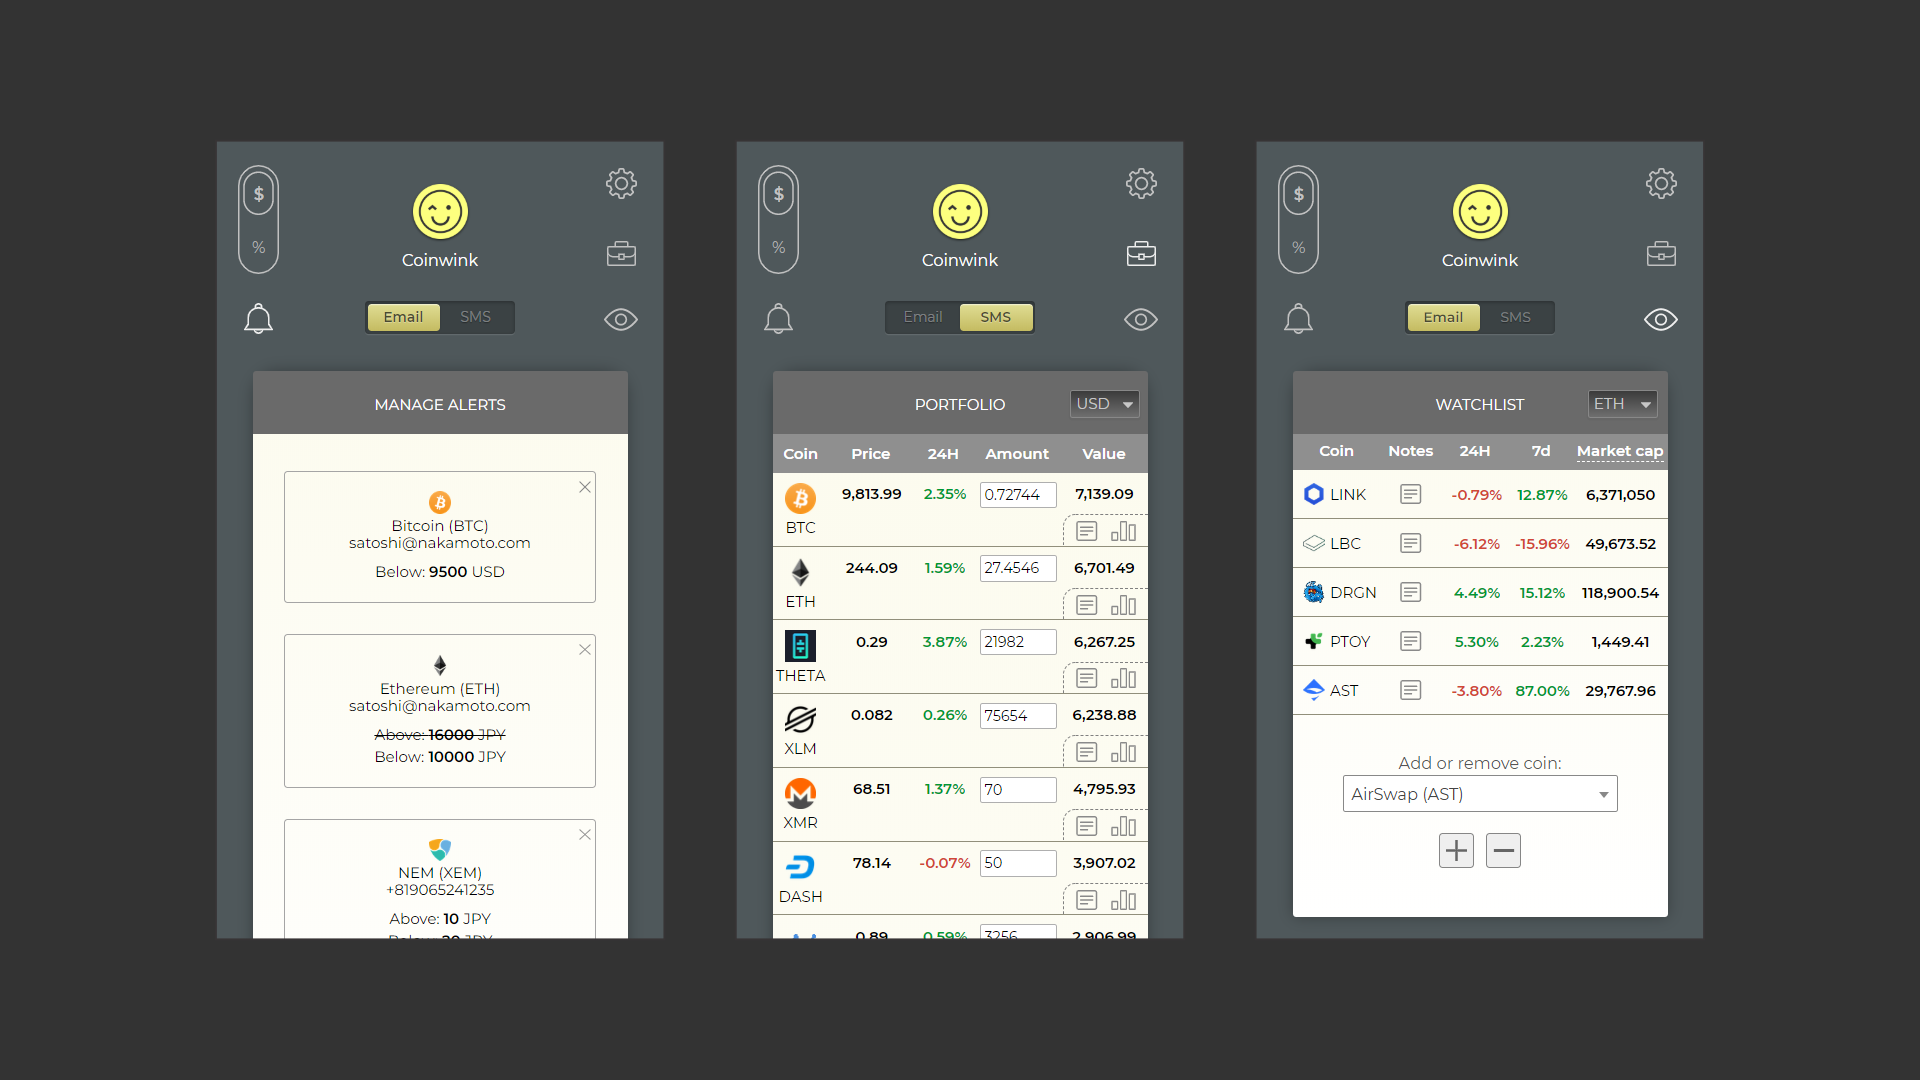 $
%
Coinwink
Email SMS
MANAGE ALERTS
Bitcoin (BTC)
satoshi@nakamoto.com
Below: 9500 USD
Ethereum (ETH)
satoshi@nakamoto.com
Above: 16000 JPY
Below: 10000 JPY
NEM (XEM)
+819065241235
Above: 10 JPY
Below: 20 JPY
$
%
Coinwink
Email SMS
PORTFOLIO USD
Coin Price 24H Amount Value
9,813.99 2.35% 0.72744 7,139.09
BTC
244.09 1.59% 27.4546 6,701.49
ETH
0.29 3.87% 21982 6,267.25
THETA
0.082 0.26% 75654 6,238.88
XLM
68.51 1.37% 70 4,795.93
XMR
78.14 -0.07% 50 3,907.02
DASH
0.89 0.59% 3256 2,906.99
$
%
Coinwink
Email SMS
WATCHLIST ETH
Coin Notes 24H 7d Market cap
LINK -0.79% 12.87% 6,371,050
LBC -6.12% -15.96% 49,673.52
DRGN 4.49% 15.12% 118,900.54
PTOY 5.30% 2.23% 1,449.41
AST -3.80% 87.00% 29,767.96
Add or remove coin:
AirSwap (AST)